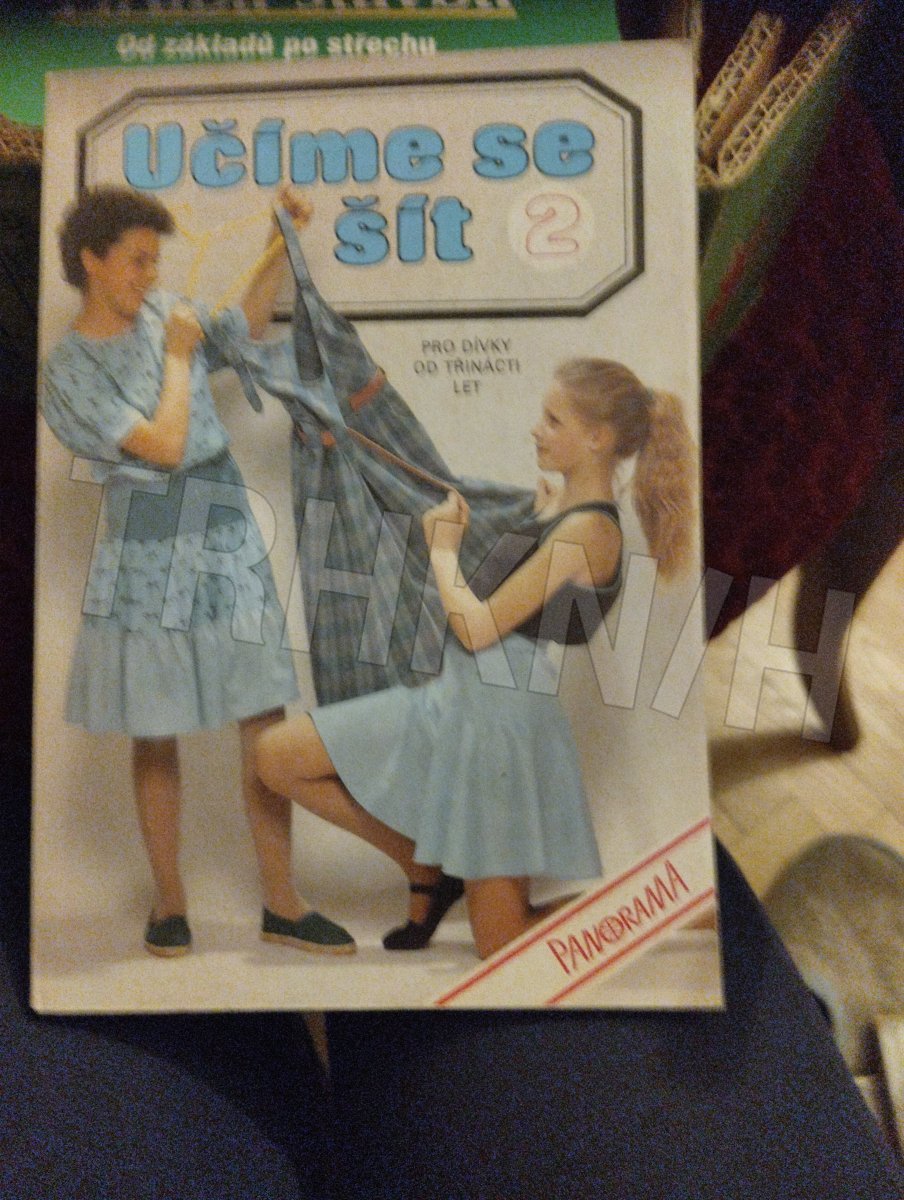 Od základů po střechu
Učíme se
šít 2
PRO DÍVKY
OD TŘINÁCTI
LET
TRHKNIH
PANORAMA